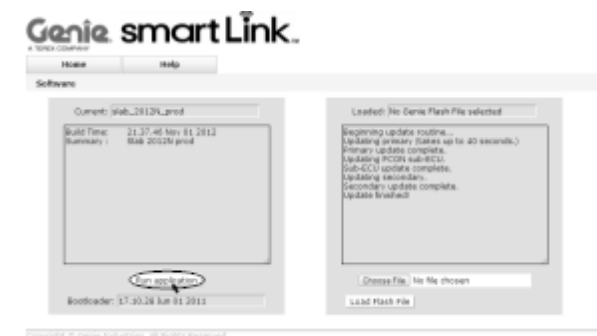 Genie smartLink™
A TEREX COMPANY
Home Help
Software
Current: slab_2012N_prod
Build Time: 21.37.46 Nov 01 2012
Summary : Slab 2012N prod
Run application
Bootloader: 17.10.28 Jun 01 2011
Loaded: No Genie Flash File selected
Beginning update routine...
Updating primary (takes up to 40 seconds.)
Primary update complete.
Updating PCON sub-ECU.
Sub-ECU update complete.
Updating secondary.
Secondary update complete.
Update finished!
Choose File No file chosen
Load Flash File